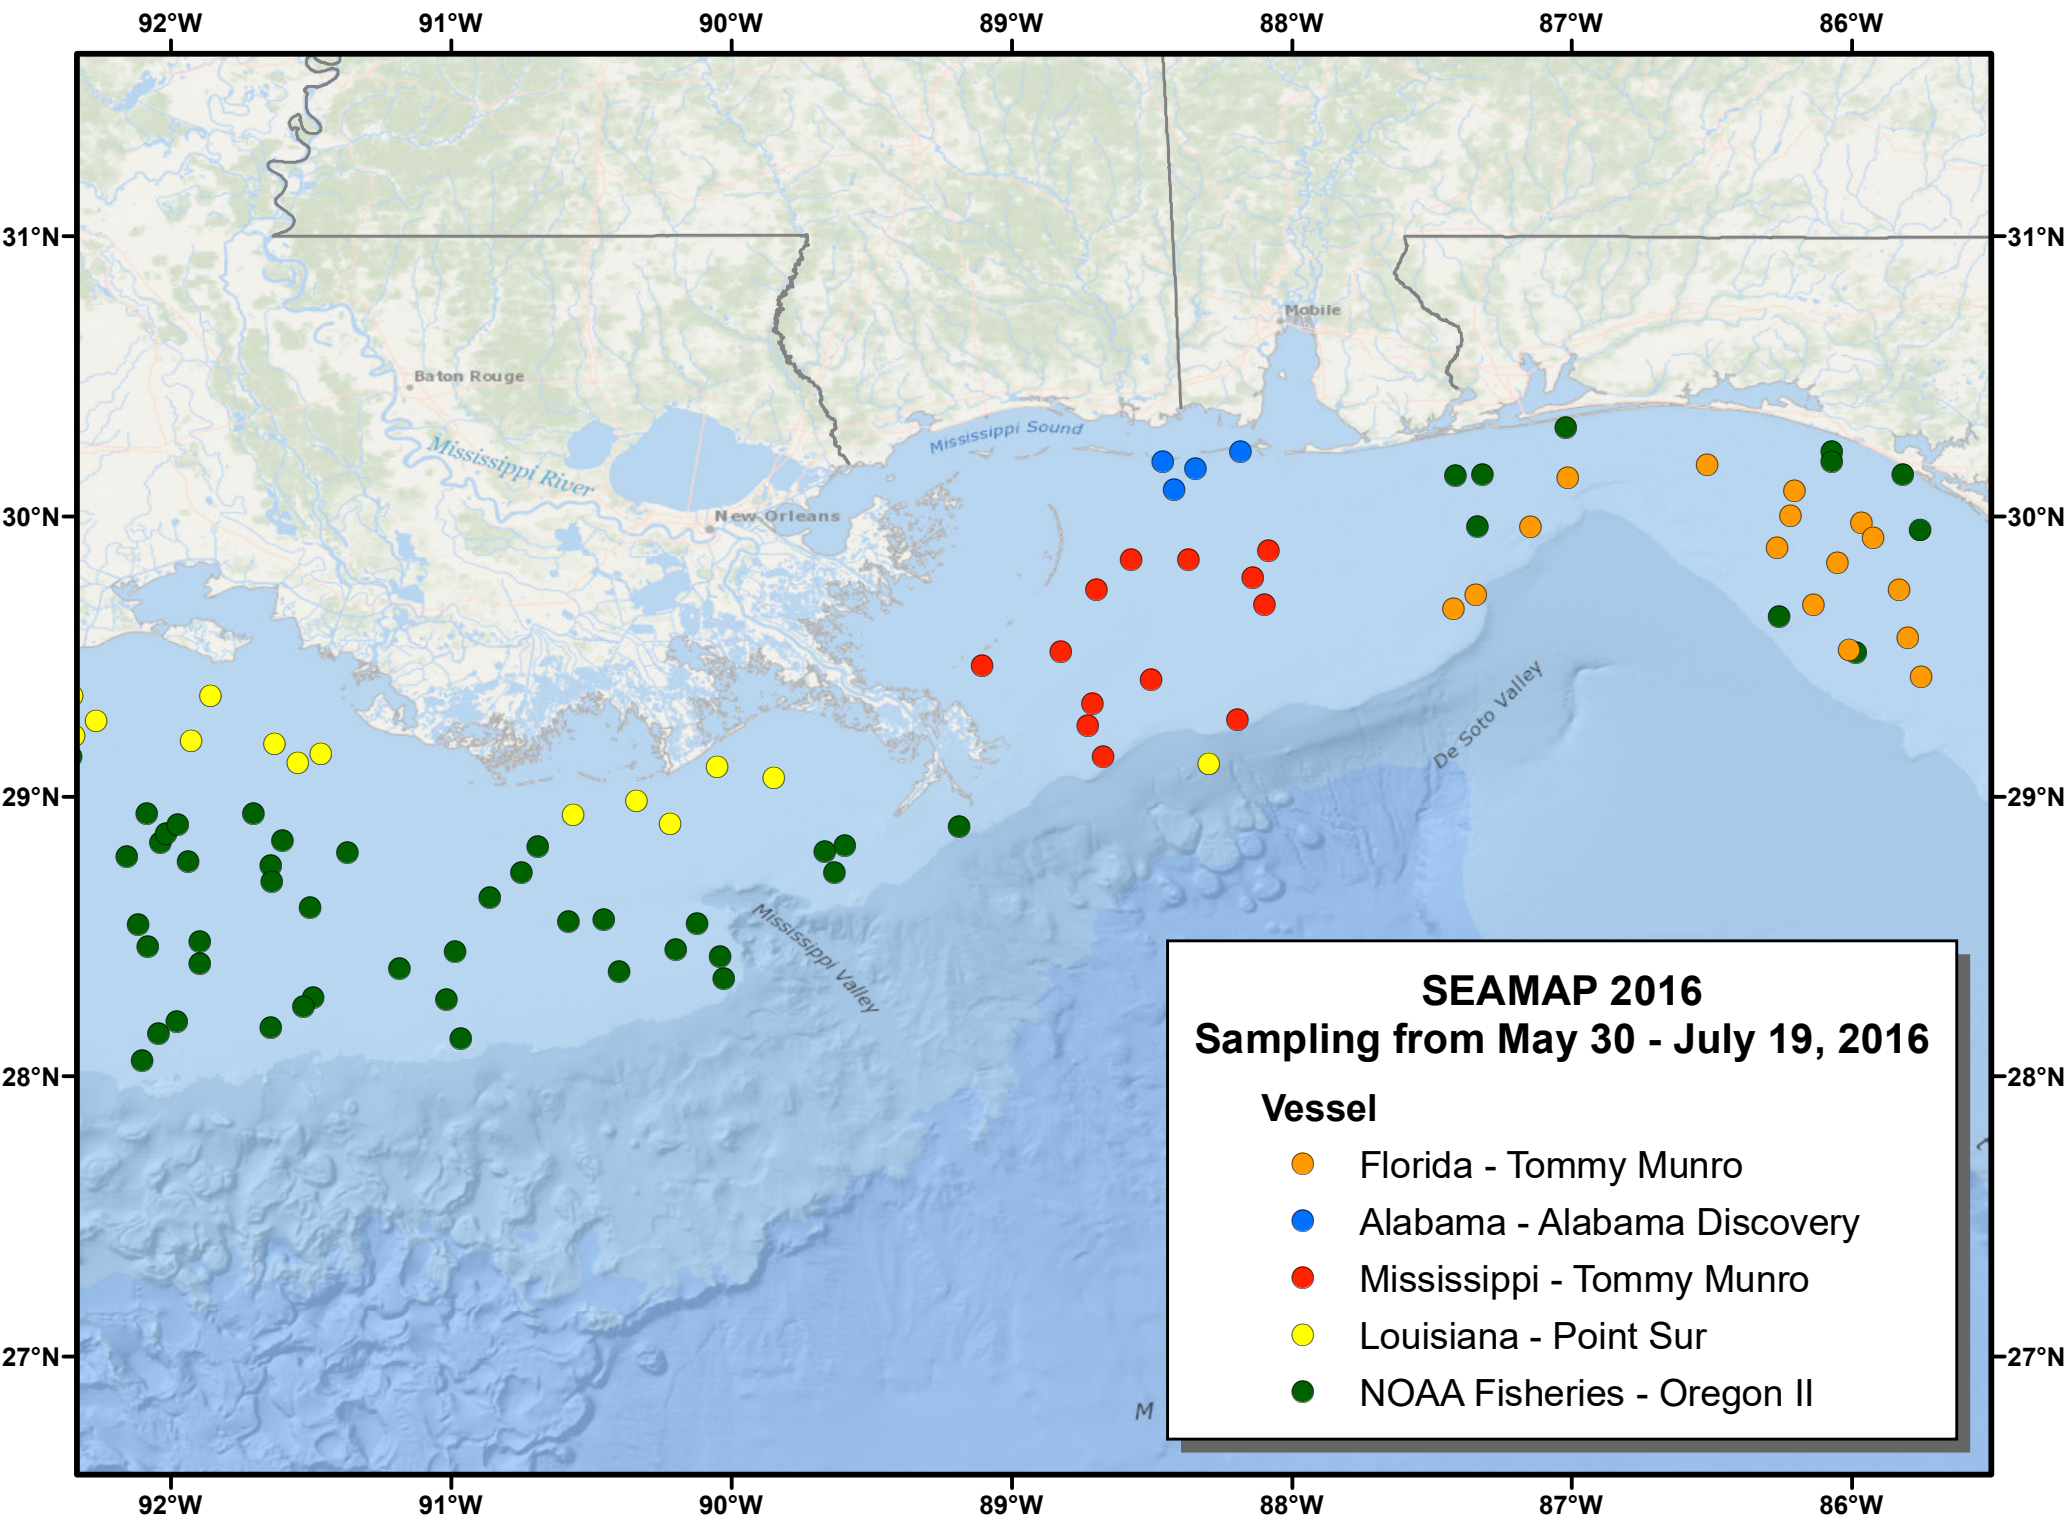 92°W 91°W 90°W 89°W 88°W 87°W 86°W
31°N 31°N
Mobile
Baton Rouge
Mississippi River
Mississippi Sound
New Orleans
30°N 30°N
De Soto Valley
29°N 29°N
Mississippi Valley
SEAMAP 2016
Sampling from May 30 - July 19, 2016
28°N 28°N
Vessel
Florida - Tommy Munro
Alabama - Alabama Discovery
Mississippi - Tommy Munro
Louisiana - Point Sur
27°N 27°N
NOAA Fisheries - Oregon II
M
92°W 91°W 90°W 89°W 88°W 87°W 86°W